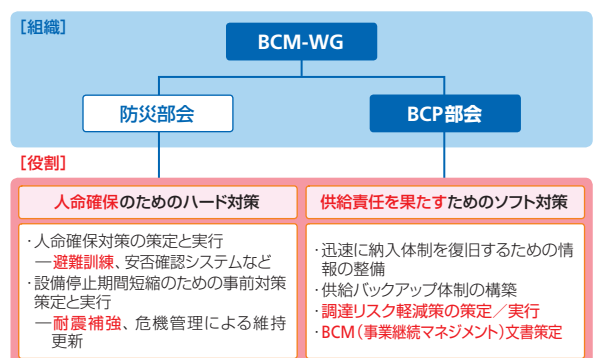 ［組織］
BCM-WG
防災部会
BCP部会
［役割］
人命確保のためのハード対策
・人命確保対策の策定と実行
―避難訓練、安否確認システムなど
・設備停止期間短縮のための事前対策
策定と実行
―耐震補強、危機管理による維持
更新
供給責任を果たすためのソフト対策
・迅速に納入体制を復旧するための情
報の整備
・供給バックアップ体制の構築
・調達リスク軽減策の策定／実行
・BCM（事業継続マネジメント）文書策定